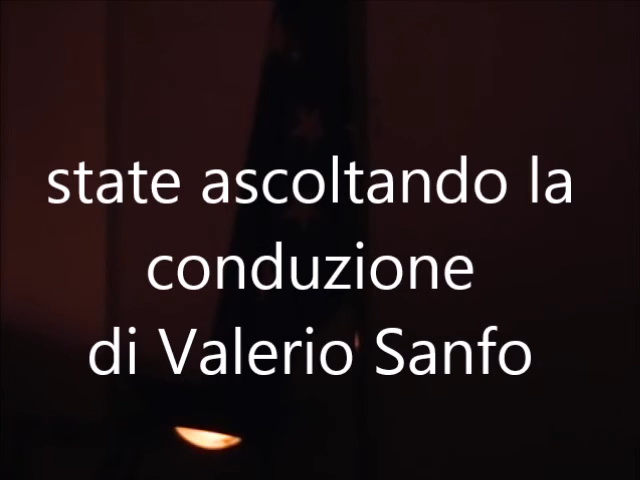 state ascoltando la
conduzione
di Valerio Sanfo